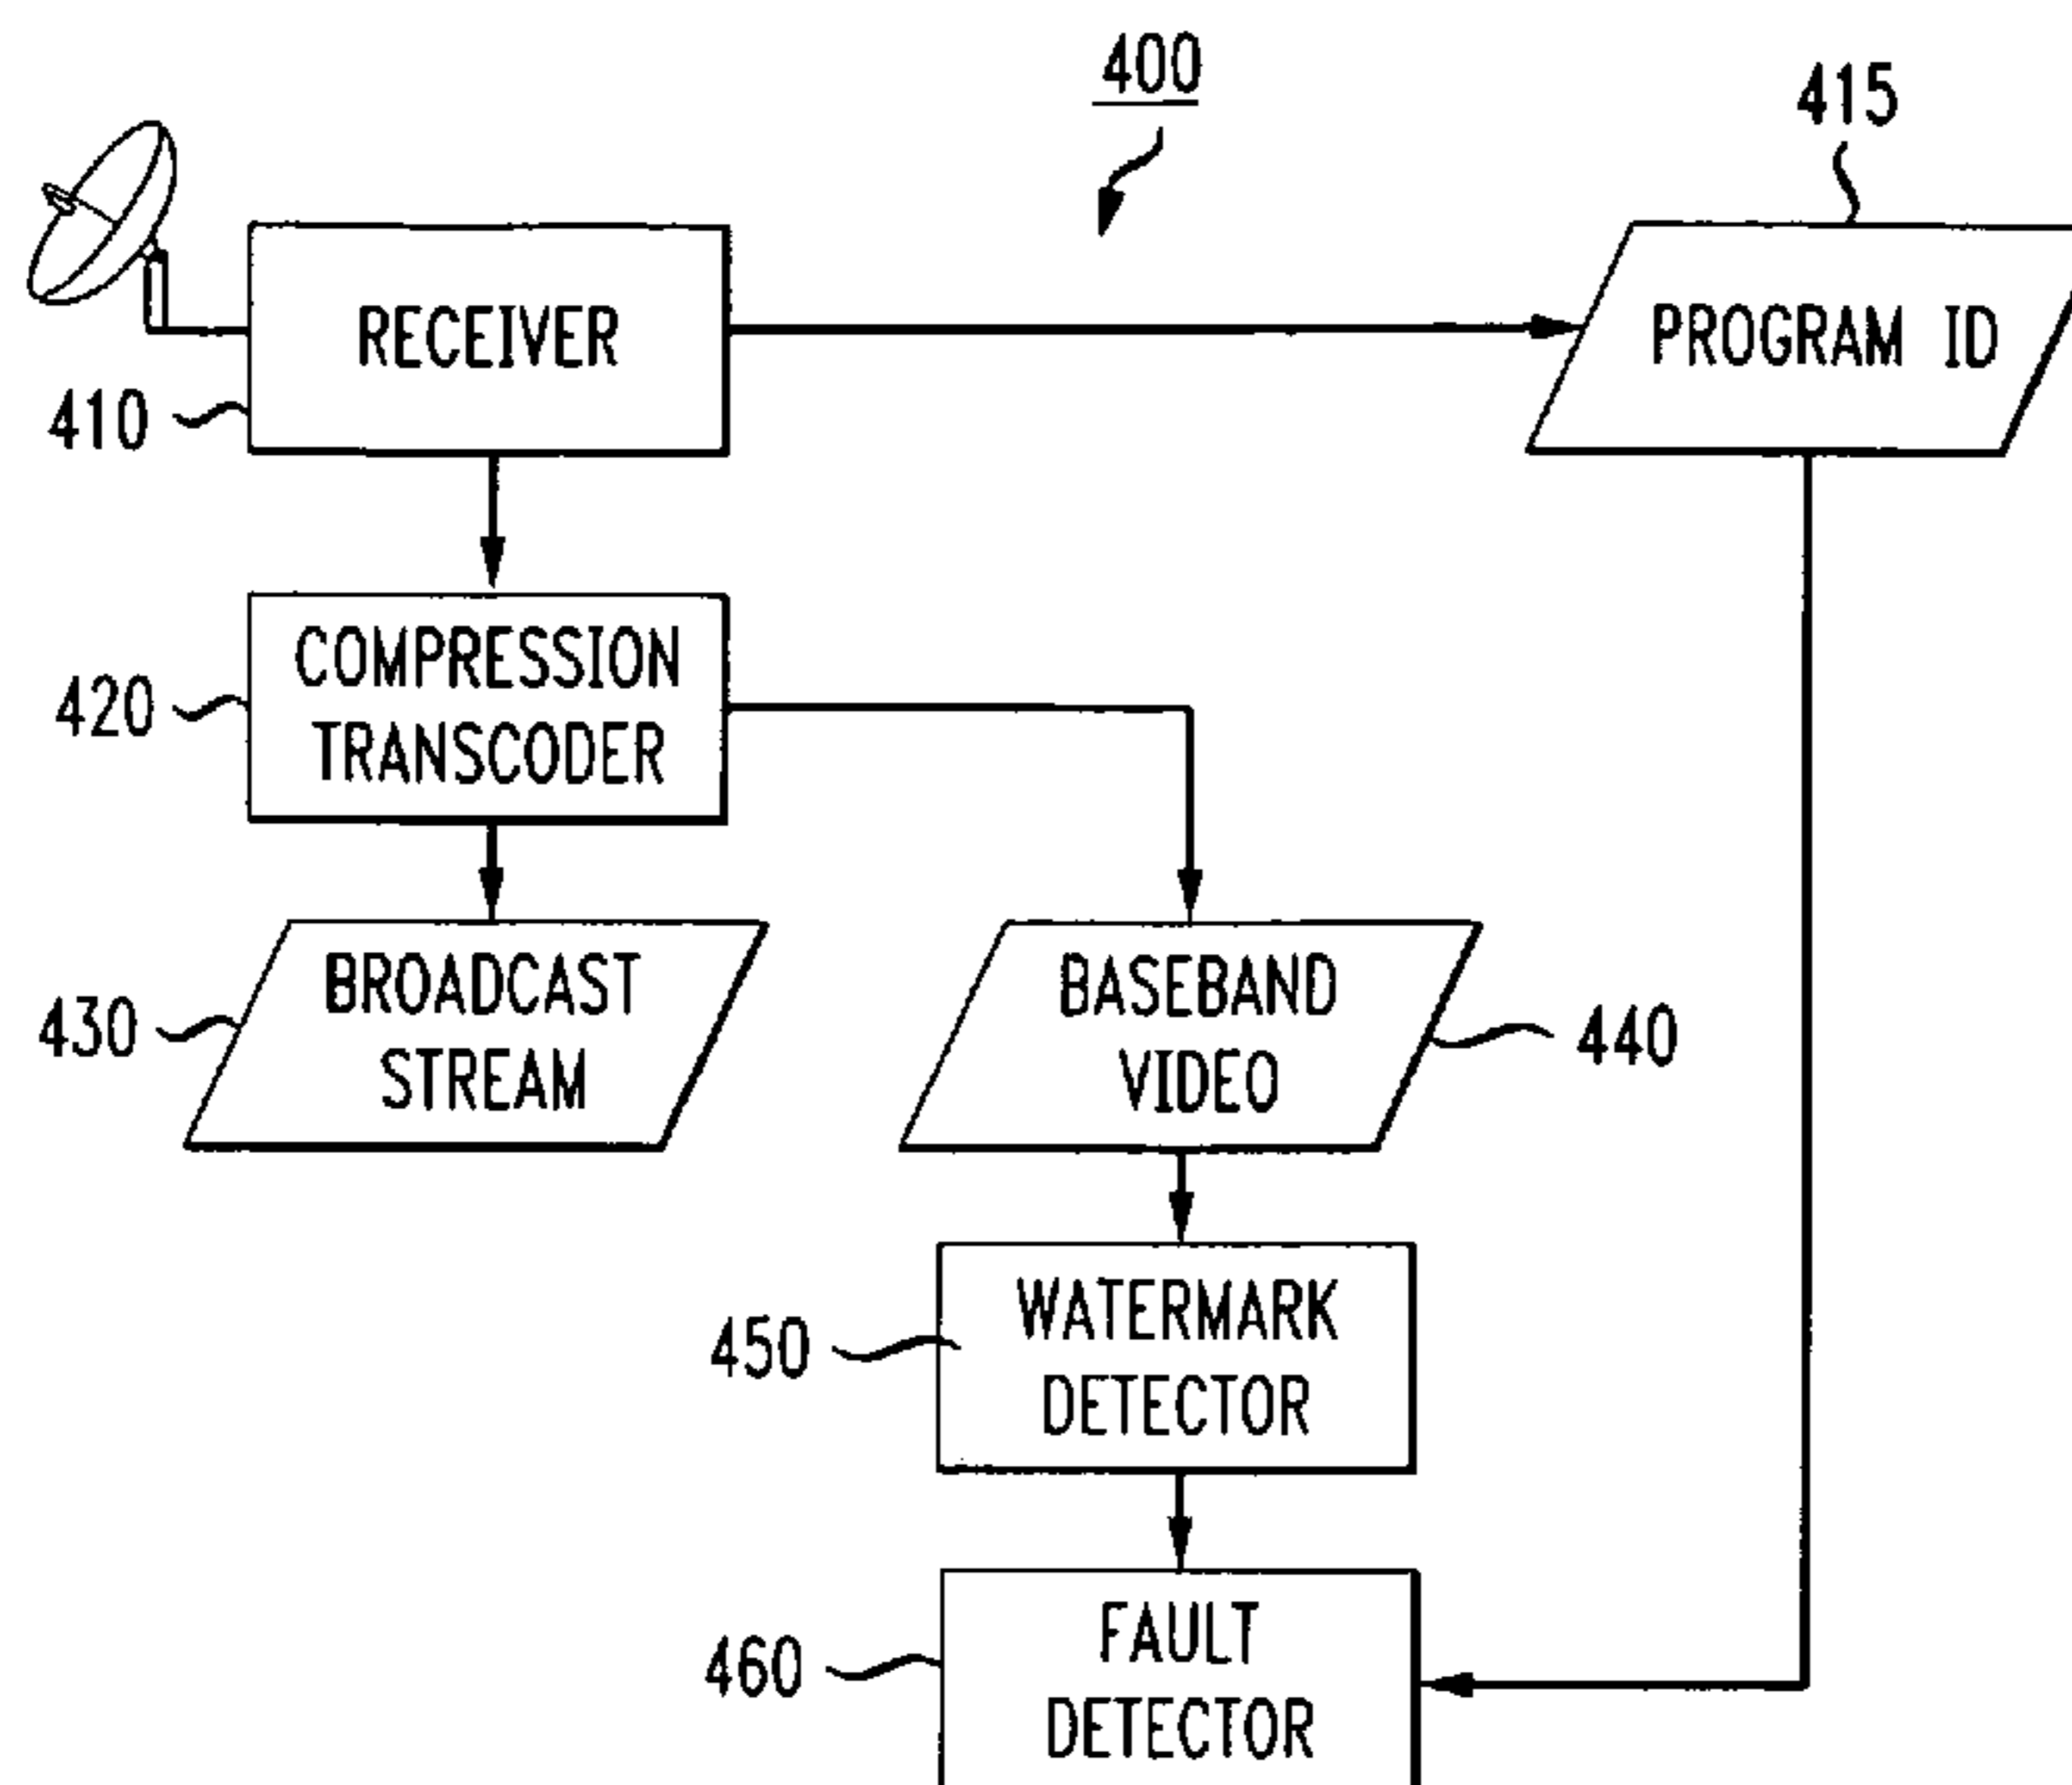 400
415
RECEIVER
PROGRAM ID
410
COMPRESSION
TRANSCODER
420
BROADCAST
STREAM
430
BASEBAND
VIDEO
440
WATERMARK
DETECTOR
450
FAULT
DETECTOR
460